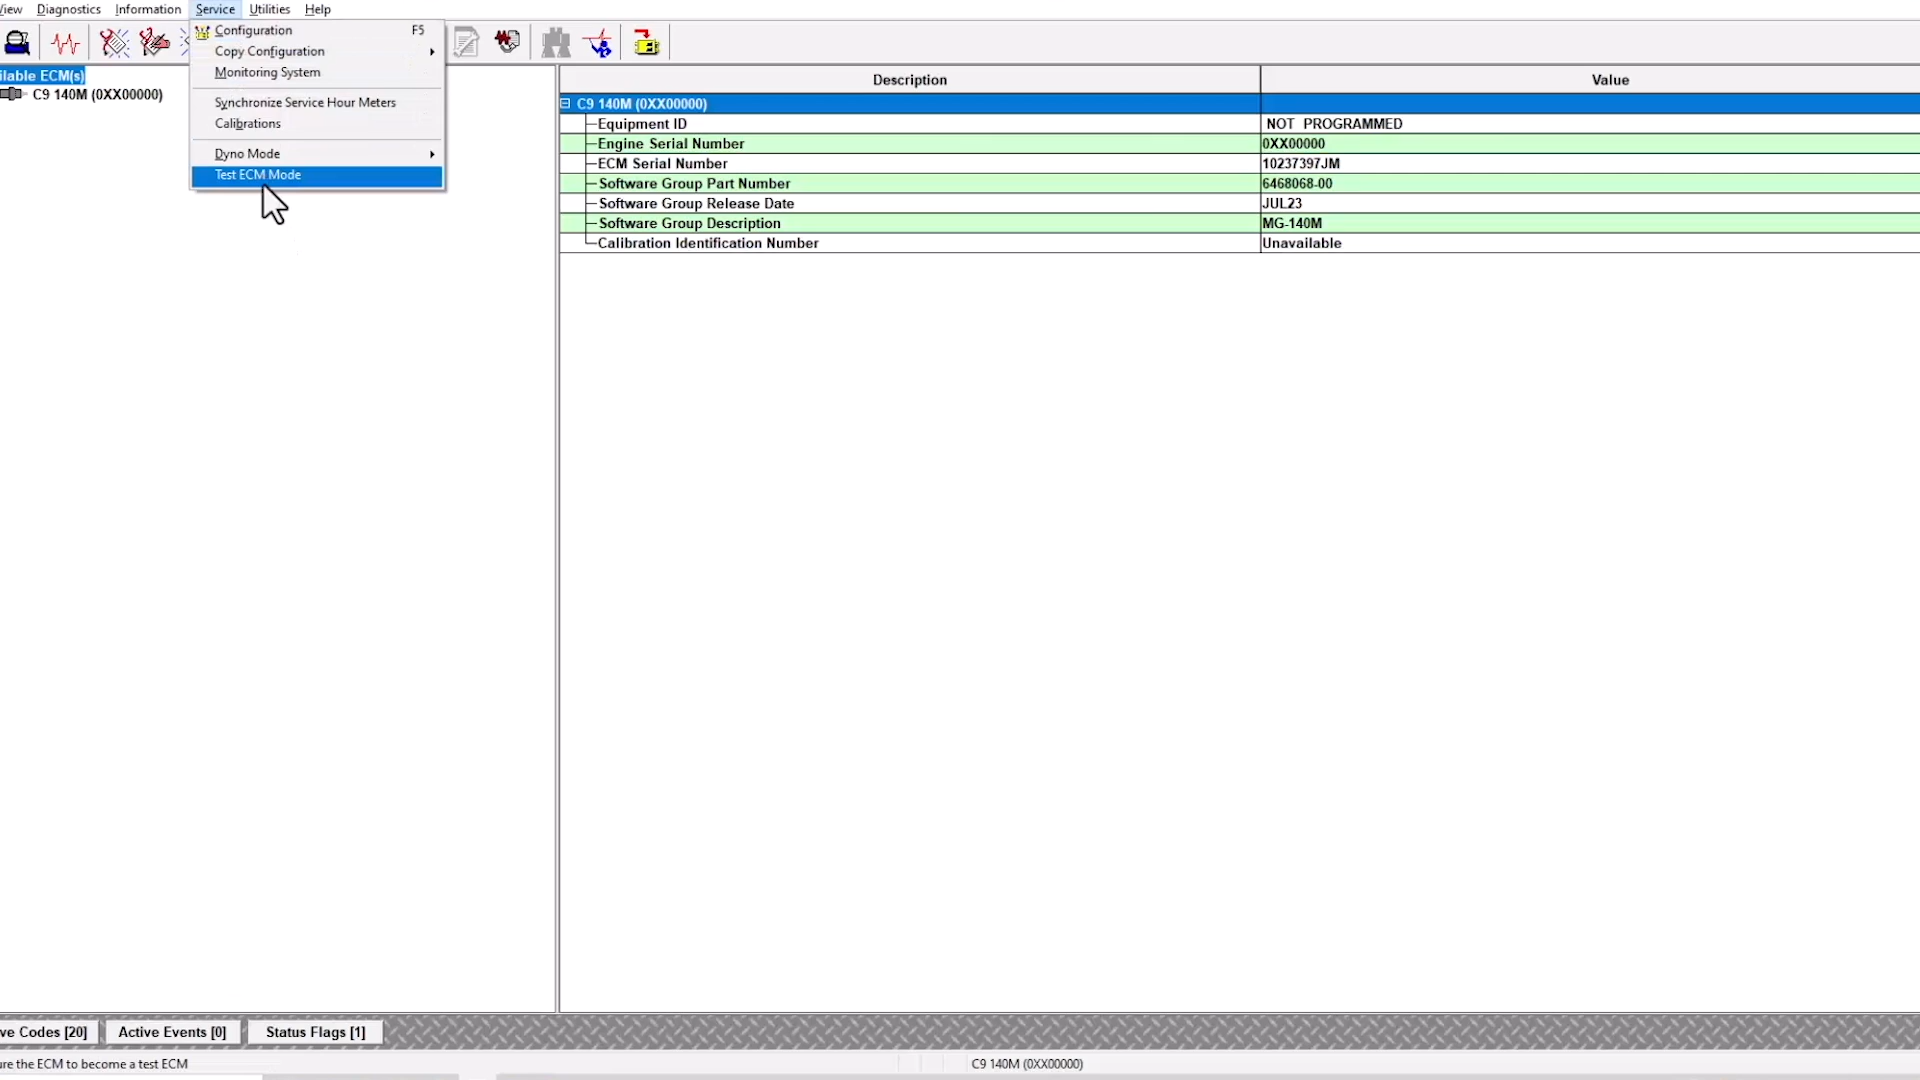 View Diagnostics Information Service Utilities Help
Configuration F5
Copy Configuration
Monitoring System
Synchronize Service Hour Meters
Calibrations
Dyno Mode
Test ECM Mode
ilable ECM(s)
C9 140M (0XX00000)
Description Value
C9 140M (0XX00000)
Equipment ID NOT PROGRAMMED
Engine Serial Number 0XX00000
ECM Serial Number 10237397JM
Software Group Part Number 6468068-00
Software Group Release Date JUL23
Software Group Description MG-140M
Calibration Identification Number Unavailable
ve Codes [20] Active Events [0] Status Flags [1]
ure the ECM to become a test ECM C9 140M (0XX00000)